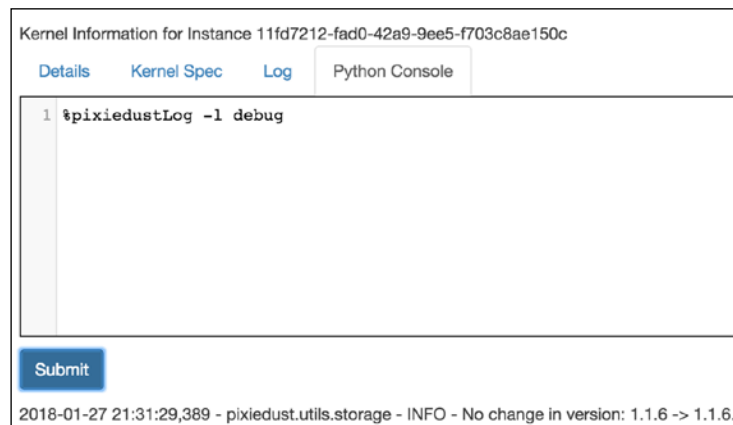 Kernel Information for Instance 11fd7212-fad0-42a9-9ee5-f703c8ae150c
Details Kernel Spec Log Python Console
1 %pixiedustLog -l debug
Submit
2018-01-27 21:31:29,389 - pixiedust.utils.storage - INFO - No change in version: 1.1.6 -> 1.1.6.